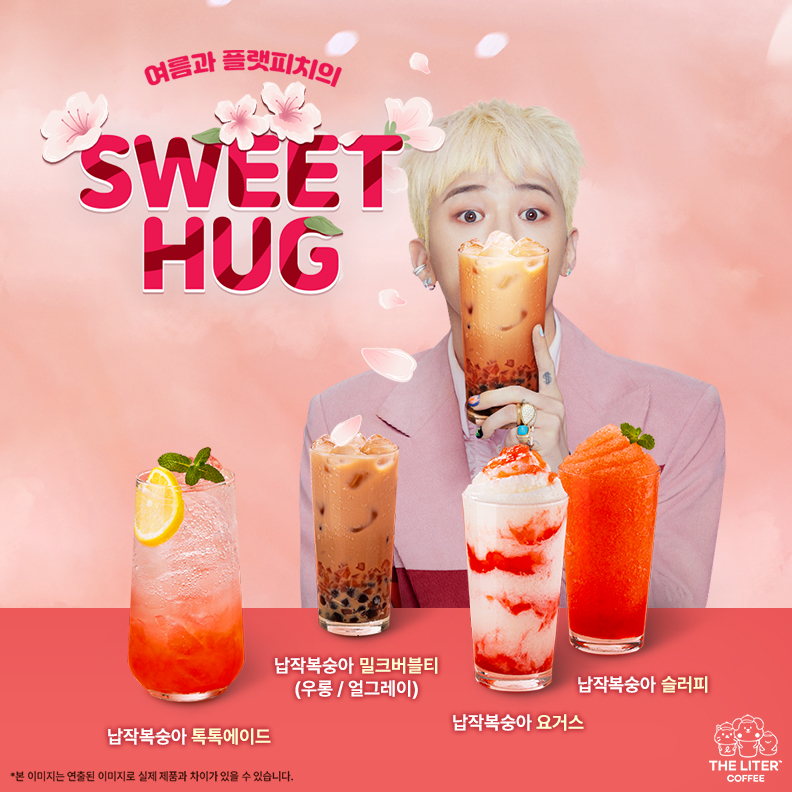 여름과 플랫피치의
SWEET
HUG
납작복숭아 밀크버블티
(우롱 / 얼그레이)
납작복숭아 슬러피
납작복숭아 요거스
납작복숭아 톡톡에이드
*본 이미지는 연출된 이미지로 실제 제품과 차이가 있을 수 있습니다.
THE LITER™
COFFEE